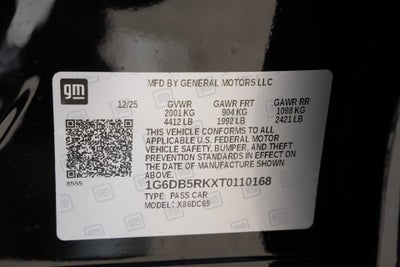 gm
MFD BY GENERAL MOTORS LLC
12/25 GVWR GAWR FRT GAWR RR
2001 KG 904 KG 1098 KG
4412 LB 1992 LB 2421 LB
THIS VEHICLE CONFORMS TO ALL
APPLICABLE U.S. FEDERAL MOTOR
VEHICLE SAFETY, BUMPER, AND THEFT
PREVENTION STANDARDS IN EFFECT ON
THE DATE OF MANUFACTURE SHOWN
ABOVE.
8555
1G6DB5RKXT0110168
TYPE: PASS CAR
MODEL: X86DC69